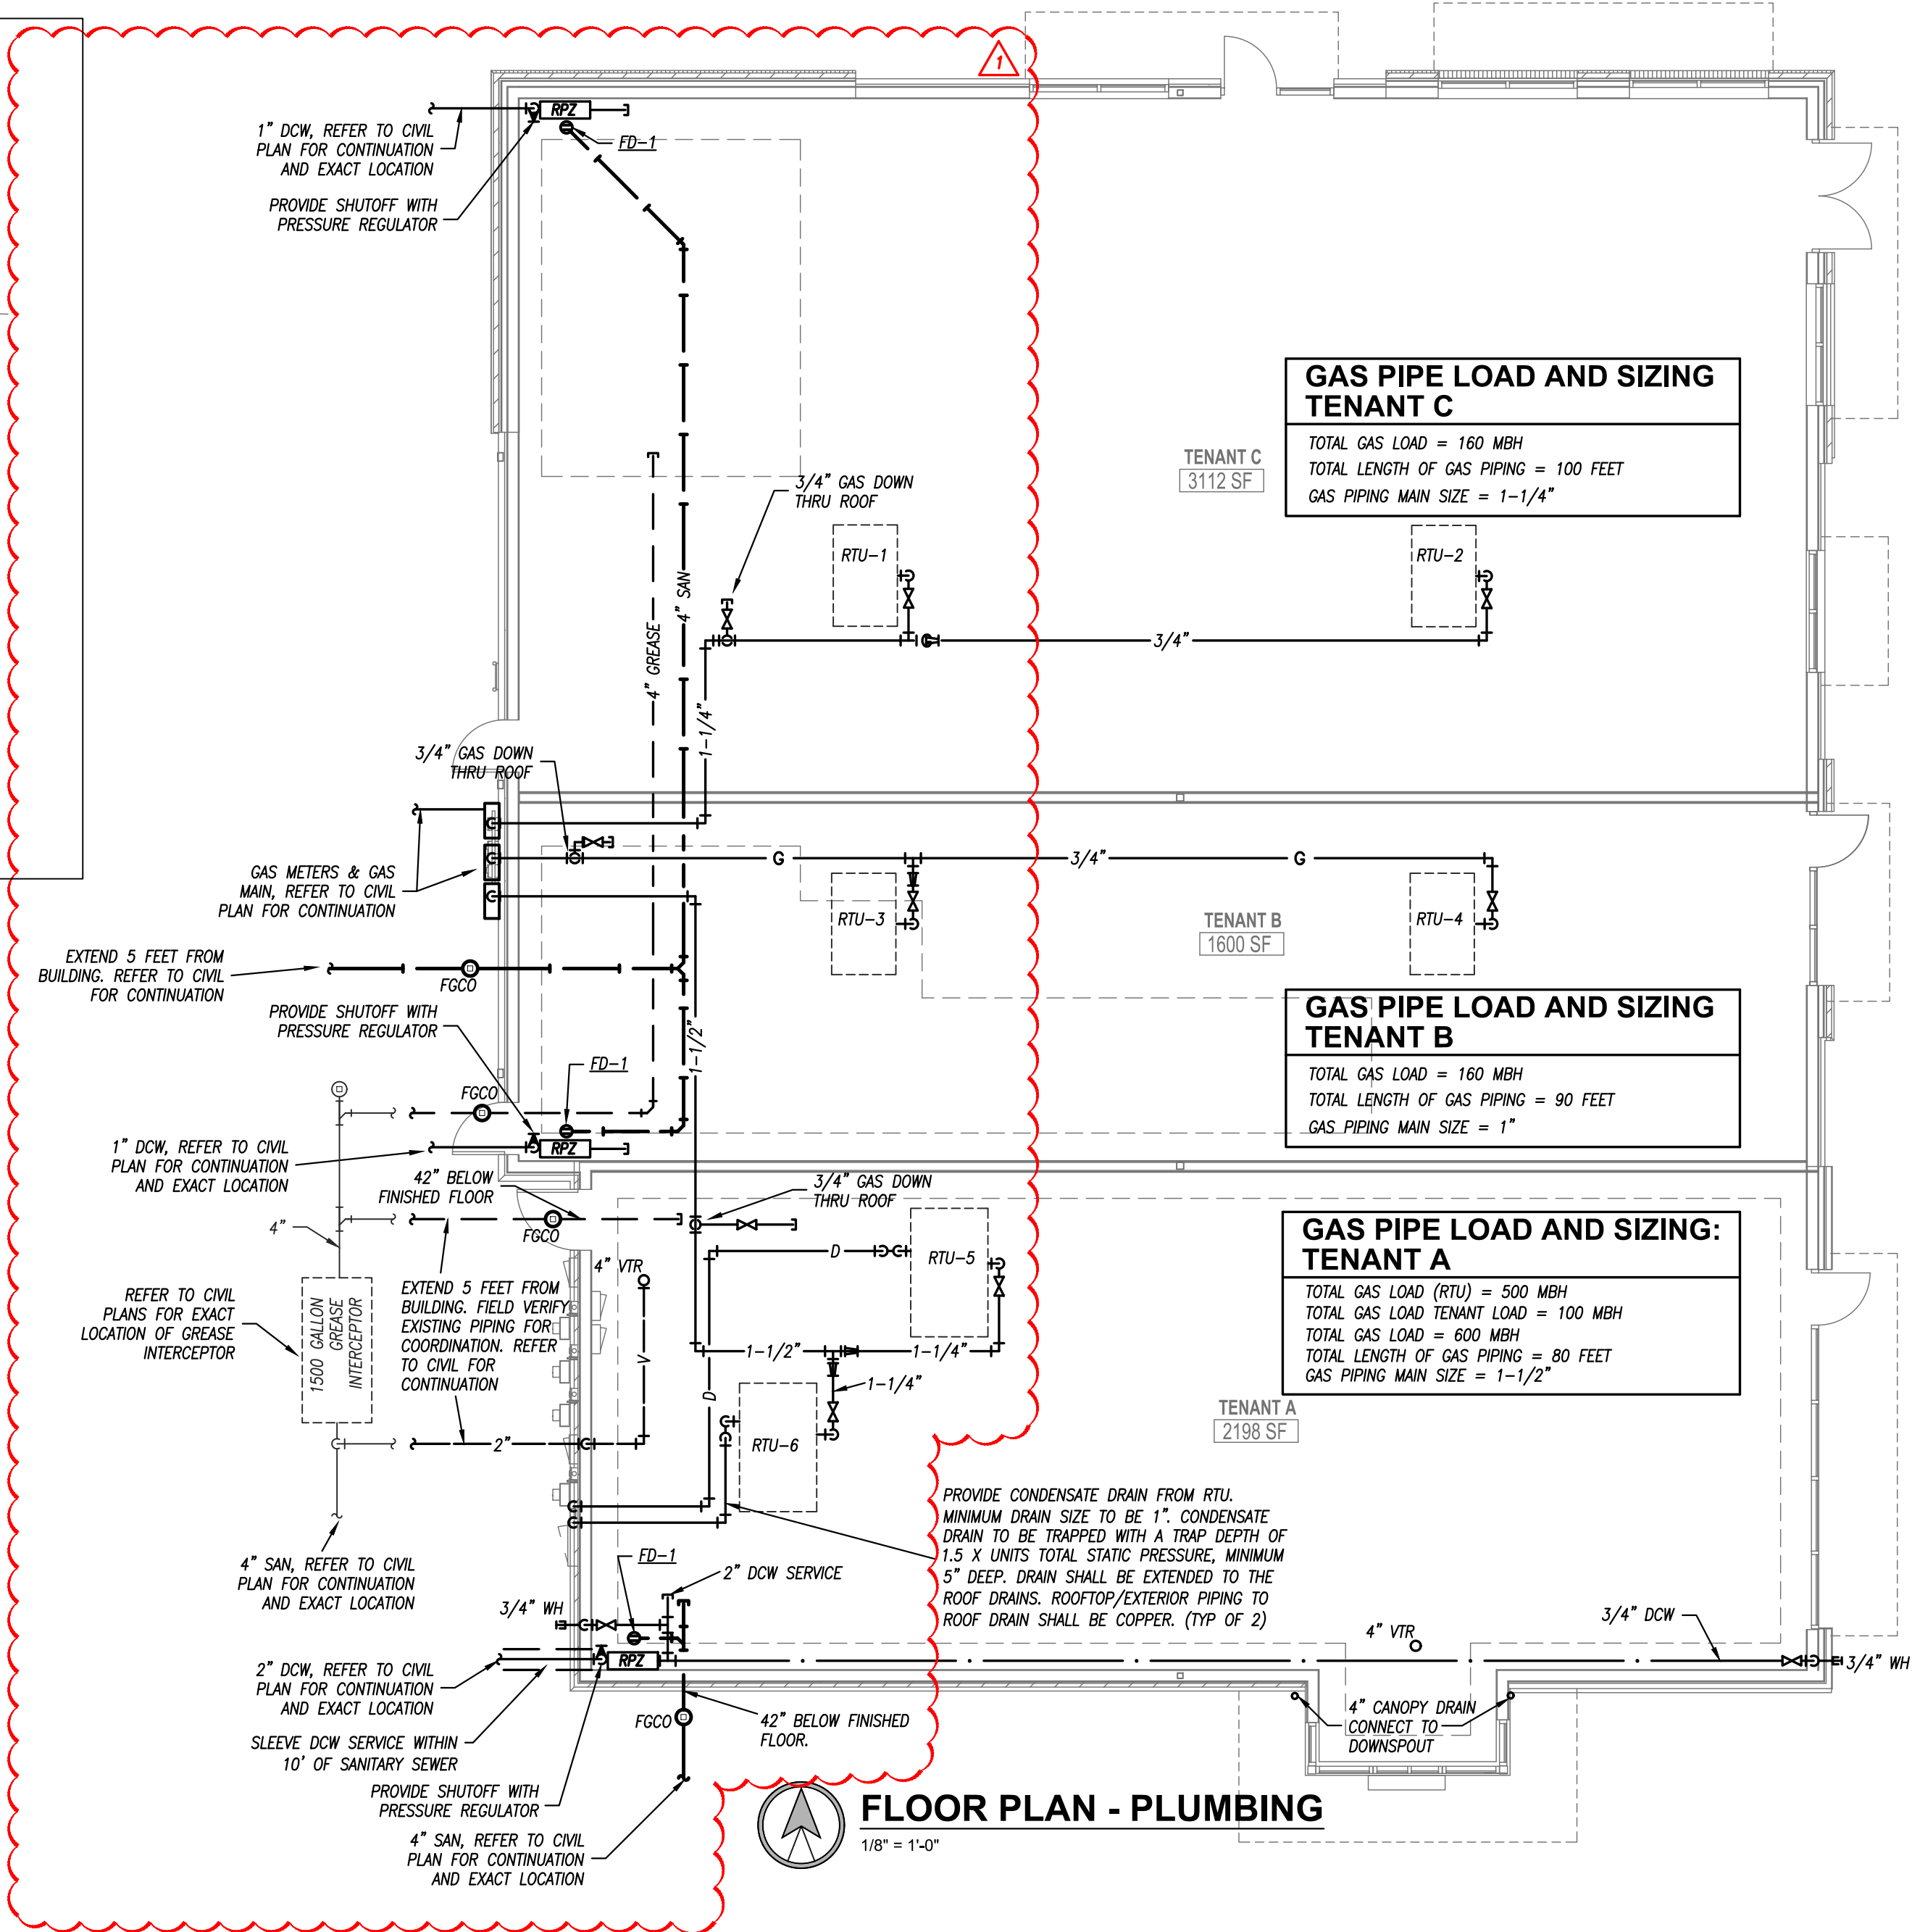 1
RPZ
FD-1
1" DCW, REFER TO CIVIL
PLAN FOR CONTINUATION
AND EXACT LOCATION
PROVIDE SHUTOFF WITH
PRESSURE REGULATOR
GAS PIPE LOAD AND SIZING
TENANT C
TOTAL GAS LOAD = 160 MBH
TOTAL LENGTH OF GAS PIPING = 100 FEET
GAS PIPING MAIN SIZE = 1-1/4"
TENANT C
3112 SF
3/4" GAS DOWN
THRU ROOF
RTU-1
RTU-2
4" SAN
4" GREASE
3/4"
1-1/4"
3/4" GAS DOWN
THRU ROOF
GAS METERS & GAS
MAIN, REFER TO CIVIL
PLAN FOR CONTINUATION
G
3/4"
G
RTU-3
RTU-4
TENANT B
1600 SF
EXTEND 5 FEET FROM
BUILDING. REFER TO CIVIL
FOR CONTINUATION
FGCO
PROVIDE SHUTOFF WITH
PRESSURE REGULATOR
1-1/2"
GAS PIPE LOAD AND SIZING
TENANT B
TOTAL GAS LOAD = 160 MBH
TOTAL LENGTH OF GAS PIPING = 90 FEET
GAS PIPING MAIN SIZE = 1"
FD-1
FGCO
RPZ
1" DCW, REFER TO CIVIL
PLAN FOR CONTINUATION
AND EXACT LOCATION
42" BELOW
FINISHED FLOOR
3/4" GAS DOWN
THRU ROOF
4"
FGCO
GAS PIPE LOAD AND SIZING:
TENANT A
TOTAL GAS LOAD (RTU) = 500 MBH
TOTAL GAS LOAD TENANT LOAD = 100 MBH
TOTAL GAS LOAD = 600 MBH
TOTAL LENGTH OF GAS PIPING = 80 FEET
GAS PIPING MAIN SIZE = 1-1/2"
D
RTU-5
4" VTR
REFER TO CIVIL
PLANS FOR EXACT
LOCATION OF GREASE
INTERCEPTOR
1500 GALLON
GREASE
INTERCEPTOR
EXTEND 5 FEET FROM
BUILDING. FIELD VERIFY
EXISTING PIPING FOR
COORDINATION. REFER
TO CIVIL FOR
CONTINUATION
V
1-1/2"
1-1/4"
1-1/4"
D
RTU-6
2"
TENANT A
2198 SF
PROVIDE CONDENSATE DRAIN FROM RTU.
MINIMUM DRAIN SIZE TO BE 1". CONDENSATE
DRAIN TO BE TRAPPED WITH A TRAP DEPTH OF
1.5 X UNITS TOTAL STATIC PRESSURE, MINIMUM
5" DEEP. DRAIN SHALL BE EXTENDED TO THE
ROOF DRAINS. ROOFTOP/EXTERIOR PIPING TO
ROOF DRAIN SHALL BE COPPER. (TYP OF 2)
4" SAN, REFER TO CIVIL
PLAN FOR CONTINUATION
AND EXACT LOCATION
FD-1
2" DCW SERVICE
3/4" WH
RPZ
4" VTR
3/4" DCW
3/4" WH
2" DCW, REFER TO CIVIL
PLAN FOR CONTINUATION
AND EXACT LOCATION
SLEEVE DCW SERVICE WITHIN
10' OF SANITARY SEWER
FGCO
42" BELOW FINISHED
FLOOR.
4" CANOPY DRAIN
CONNECT TO
DOWNSPOUT
PROVIDE SHUTOFF WITH
PRESSURE REGULATOR
4" SAN, REFER TO CIVIL
PLAN FOR CONTINUATION
AND EXACT LOCATION
FLOOR PLAN - PLUMBING
1/8" = 1'-0"